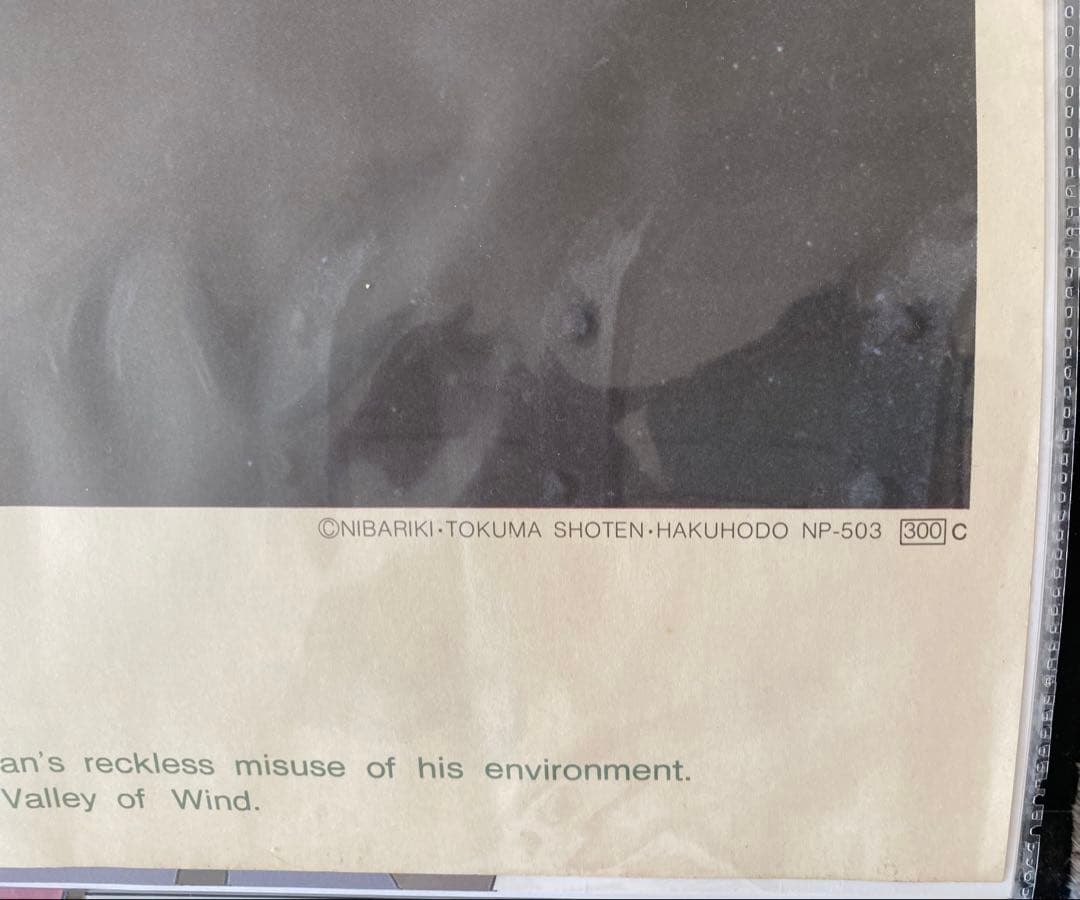 ©NIBARIKI·TOKUMA SHOTEN·HAKUHODO NP-503 300 C
an's reckless misuse of his environment.
Valley of Wind.